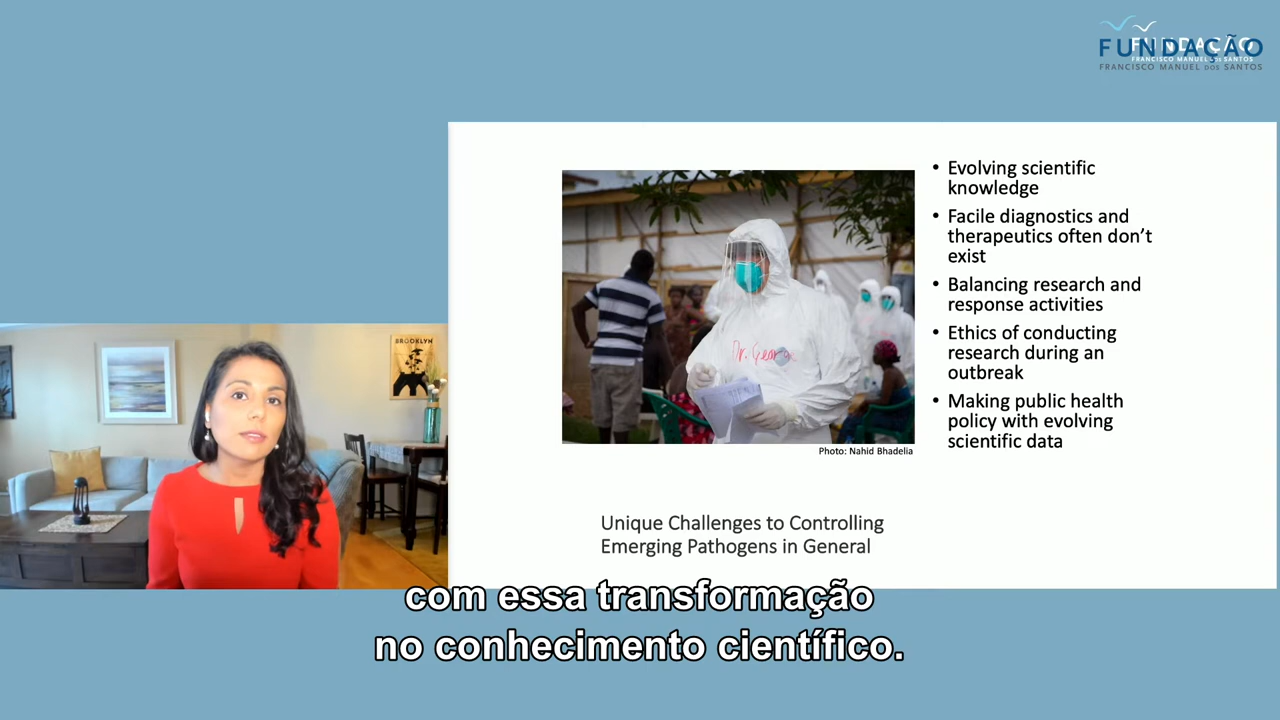 FUNDAÇÃO
FRANCISCO MANUEL DOS SANTOS
BROOKLYN
Dr. George
Photo: Nahid Bhadelia
• Evolving scientific
knowledge
• Facile diagnostics and
therapeutics often don’t
exist
• Balancing research and
response activities
• Ethics of conducting
research during an
outbreak
• Making public health
policy with evolving
scientific data
Unique Challenges to Controlling
Emerging Pathogens in General
com essa transformação
no conhecimento científico.